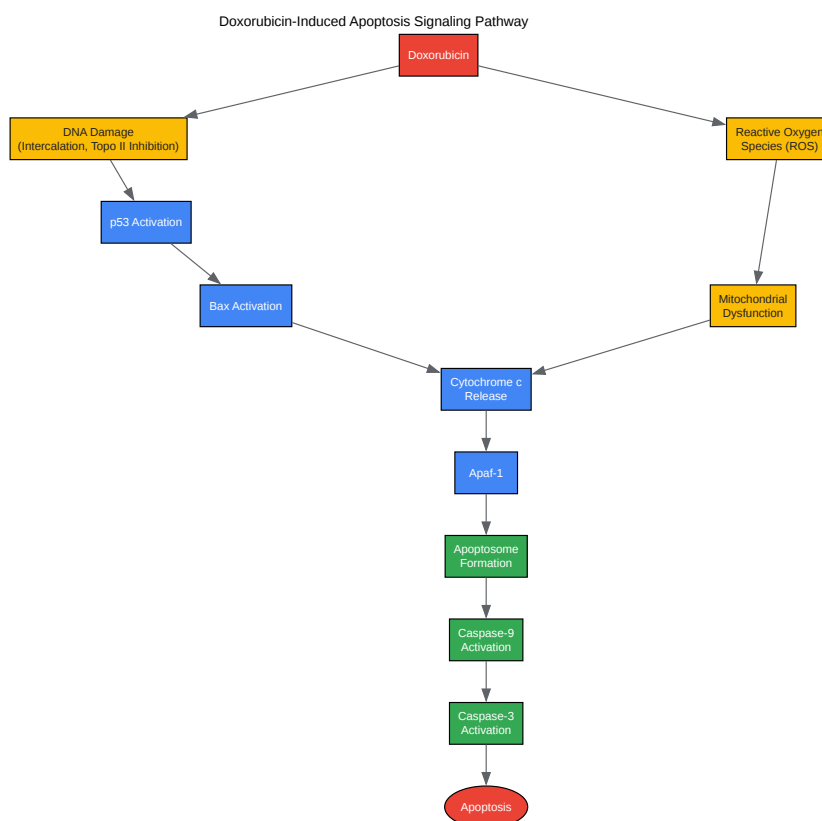 Doxorubicin-Induced Apoptosis Signaling Pathway
Doxorubicin
DNA Damage
(Intercalation, Topo II Inhibition)
Reactive Oxygen
Species (ROS)
p53 Activation
Bax Activation
Mitochondrial
Dysfunction
Cytochrome c
Release
Apaf-1
Apoptosome
Formation
Caspase-9
Activation
Caspase-3
Activation
Apoptosis